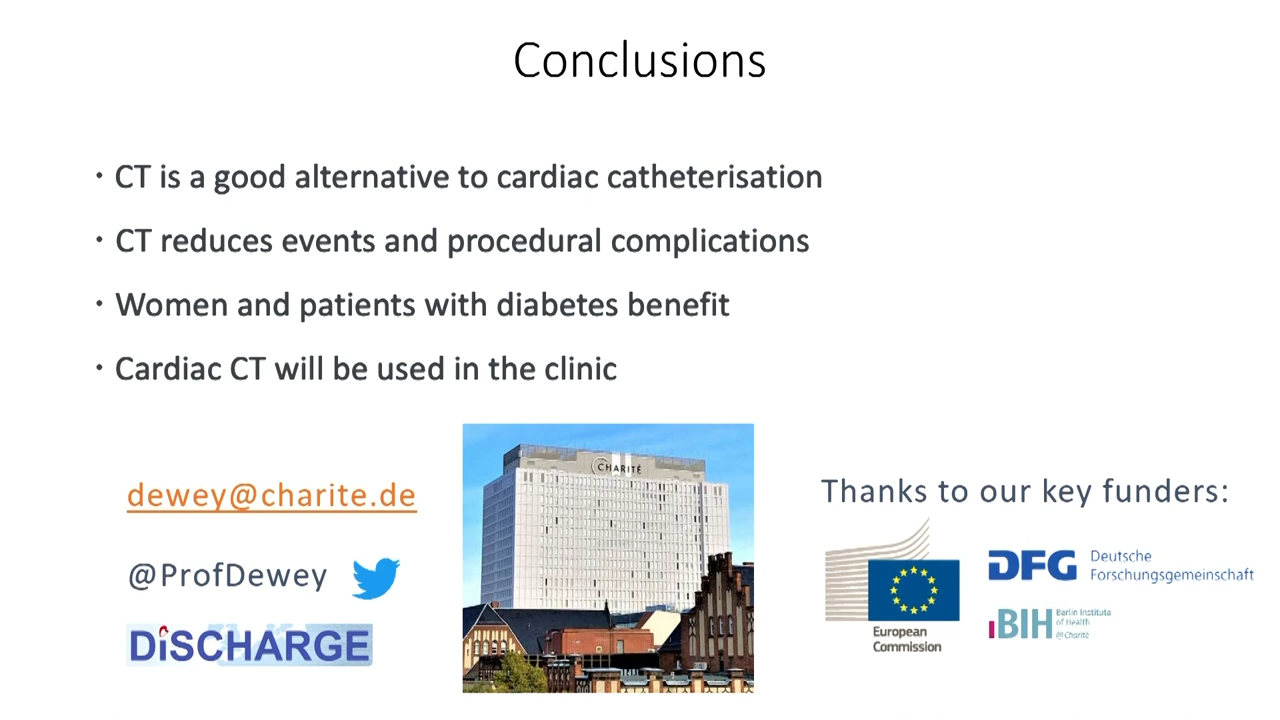 Conclusions
• CT is a good alternative to cardiac catheterisation
• CT reduces events and procedural complications
• Women and patients with diabetes benefit
• Cardiac CT will be used in the clinic
dewey@charite.de
@ProfDewey
DiSCHARGE
CHARITÉ
Thanks to our key funders:
European
Commission
DFG
Deutsche
Forschungsgemeinschaft
BIH
Berlin Institute
of Health
@Charité